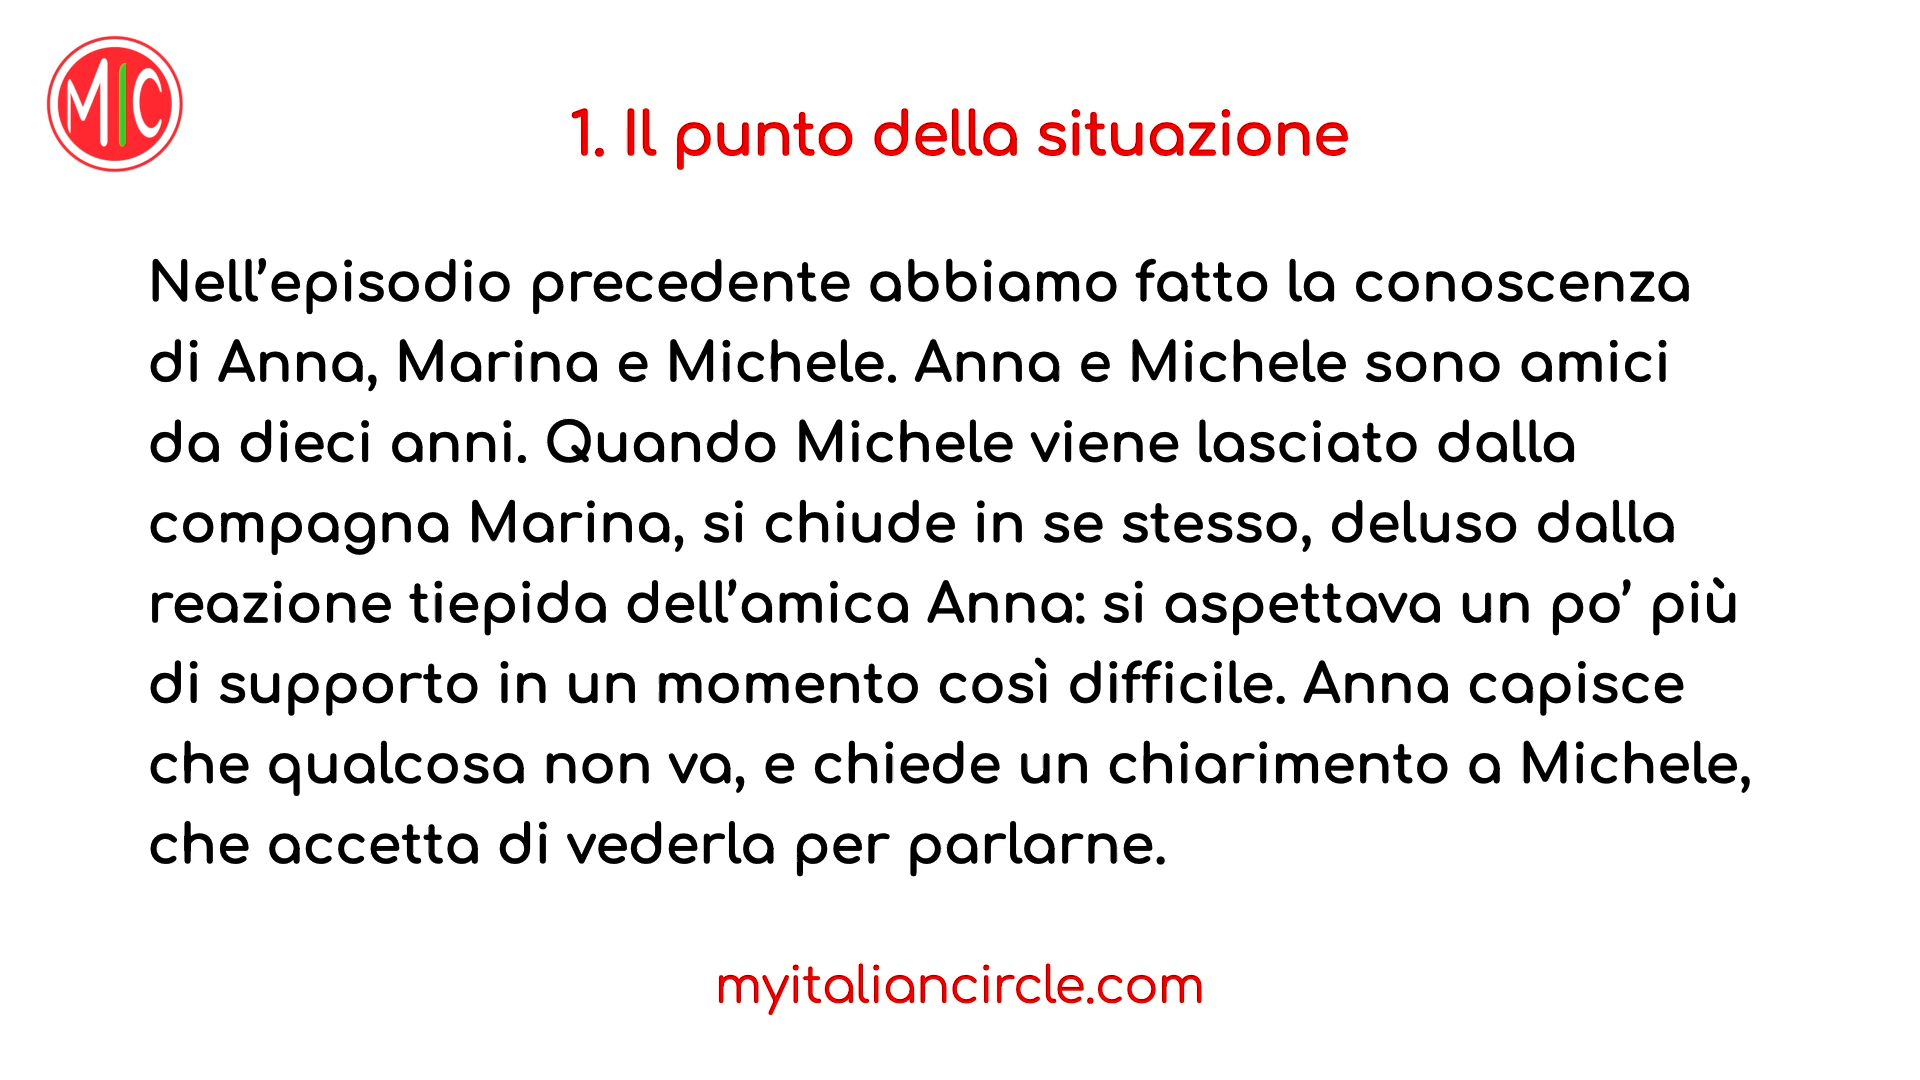 MIC
1. Il punto della situazione
Nell’episodio precedente abbiamo fatto la conoscenza
di Anna, Marina e Michele. Anna e Michele sono amici
da dieci anni. Quando Michele viene lasciato dalla
compagna Marina, si chiude in se stesso, deluso dalla
reazione tiepida dell’amica Anna: si aspettava un po’ più
di supporto in un momento così difficile. Anna capisce
che qualcosa non va, e chiede un chiarimento a Michele,
che accetta di vederla per parlarne.
myitaliancircle.com